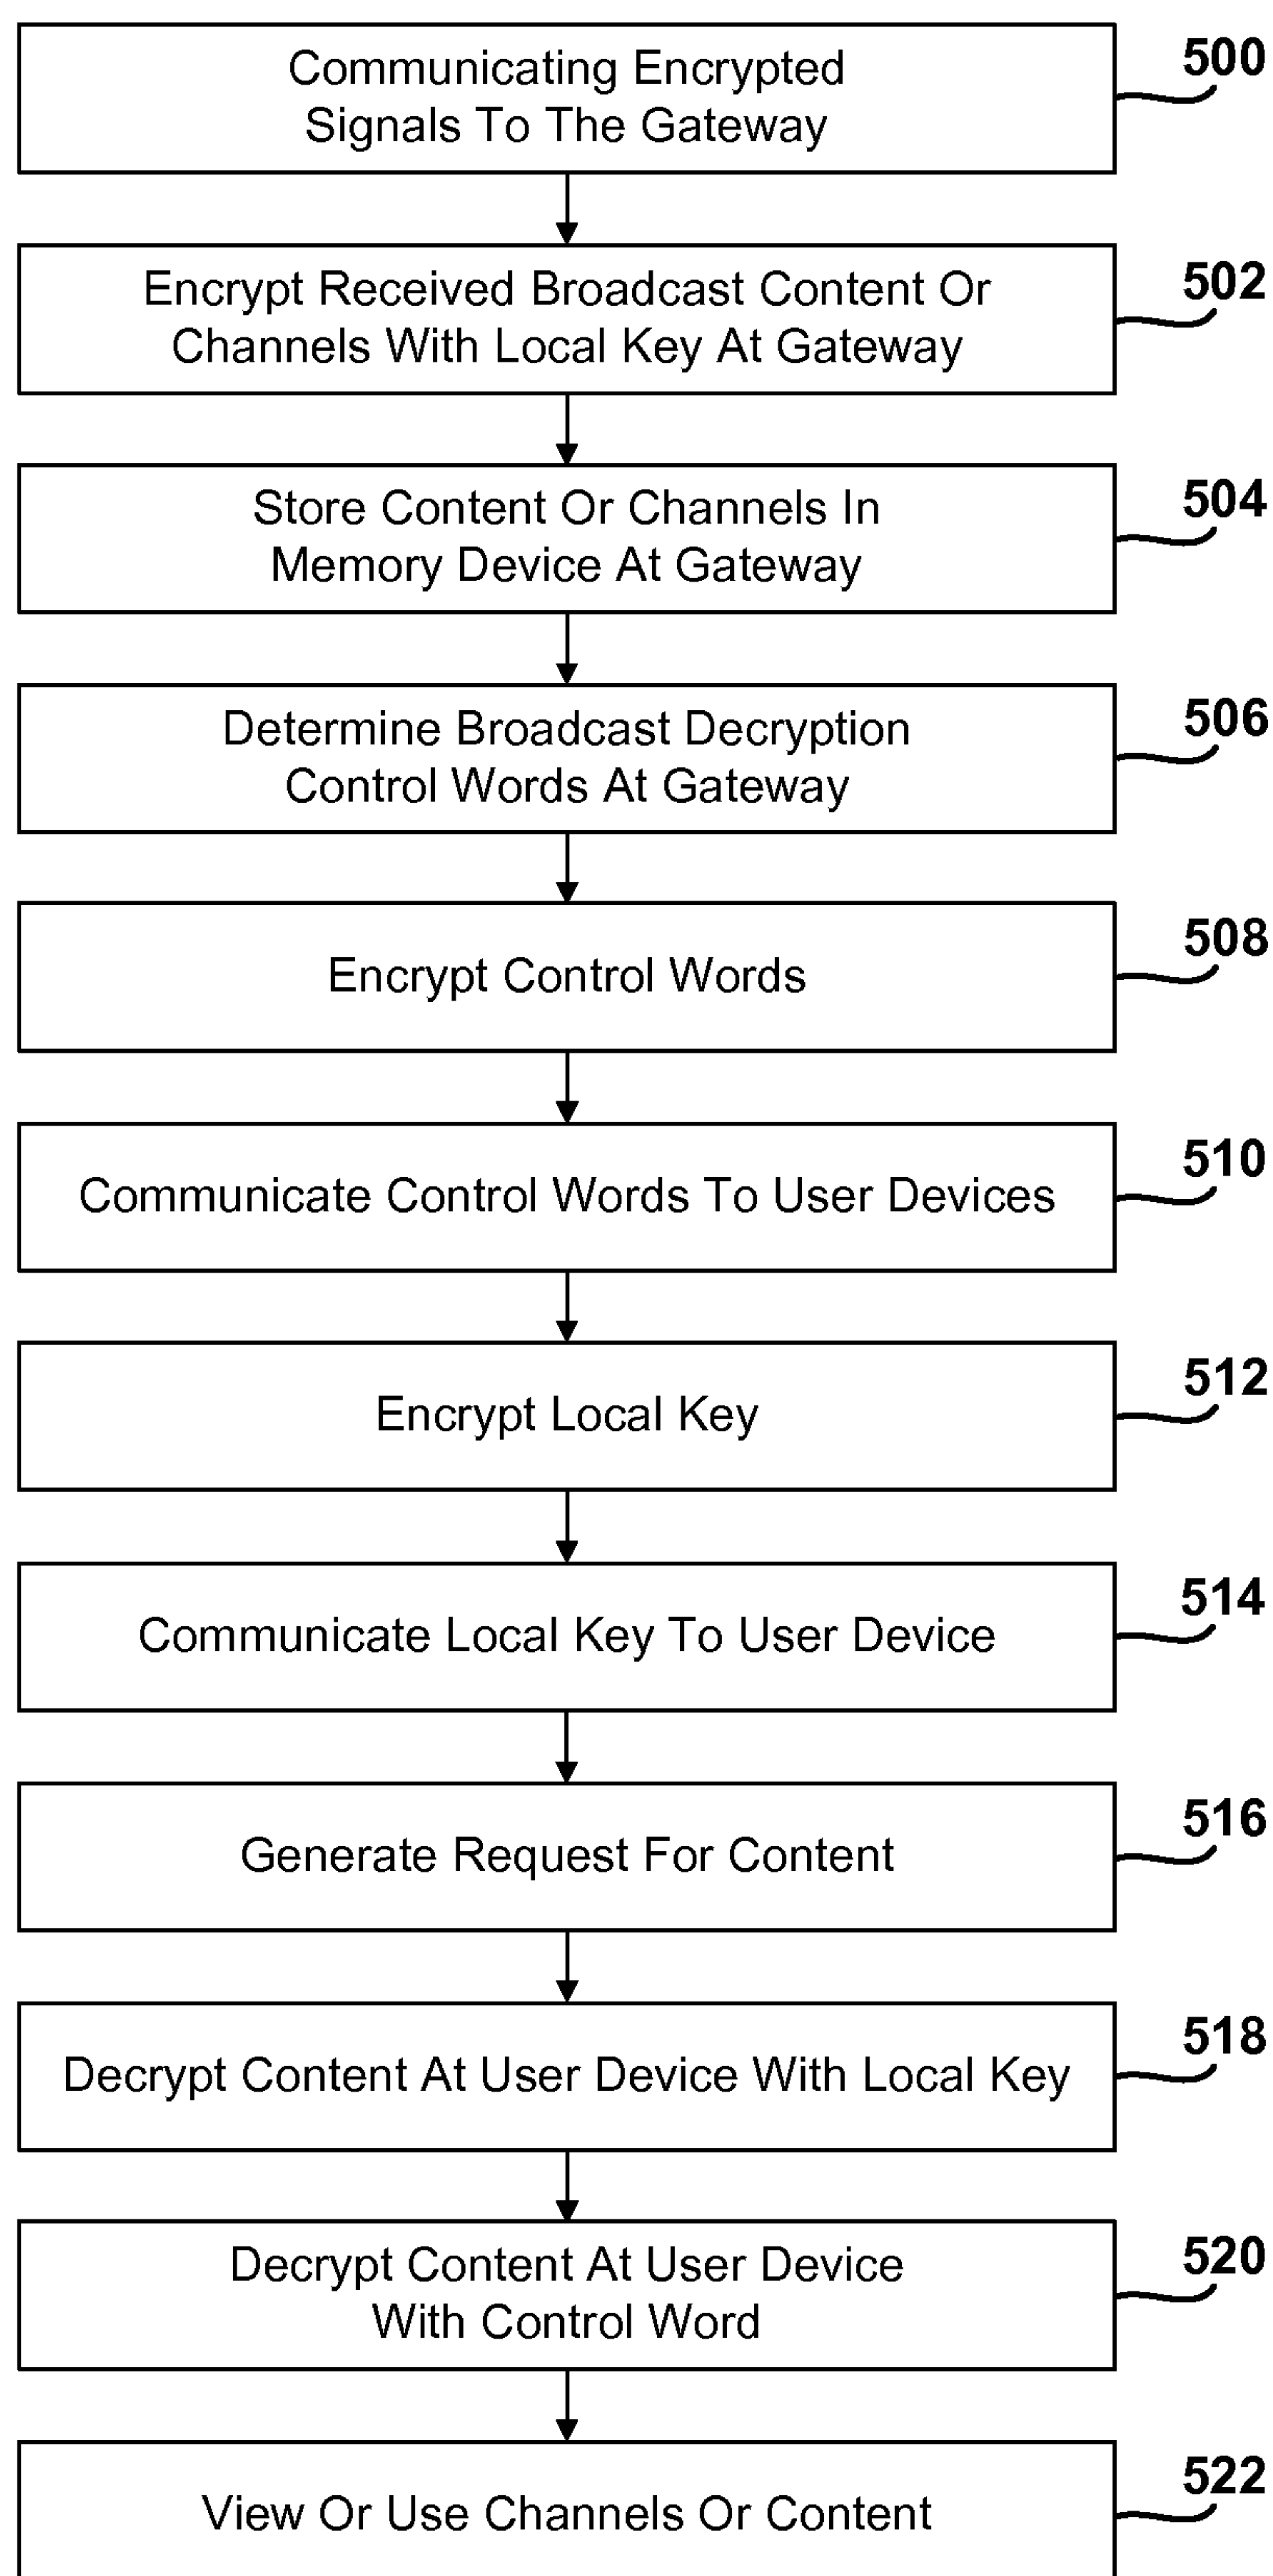 Communicating Encrypted
Signals To The Gateway
500
Encrypt Received Broadcast Content Or
Channels With Local Key At Gateway
502
Store Content Or Channels In
Memory Device At Gateway
504
Determine Broadcast Decryption
Control Words At Gateway
506
Encrypt Control Words
508
Communicate Control Words To User Devices
510
Encrypt Local Key
512
Communicate Local Key To User Device
514
Generate Request For Content
516
Decrypt Content At User Device With Local Key
518
Decrypt Content At User Device
With Control Word
520
View Or Use Channels Or Content
522